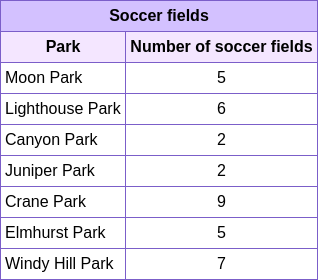 Soccer fields
Park Number of soccer fields
Moon Park 5
Lighthouse Park 6
Canyon Park 2
Juniper Park 2
Crane Park 9
Elmhurst Park 5
Windy Hill Park 7